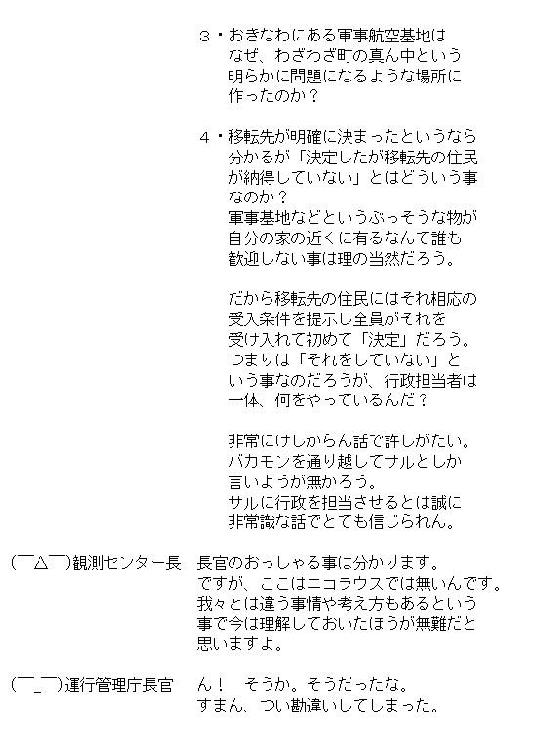 ３・おきなわにある軍事航空基地は
なぜ、わざわざ町の真ん中という
明らかに問題になるような場所に
作ったのか？
４・移転先が明確に決まったというなら
分かるが「決定したが移転先の住民
が納得していない」とはどういう事
なのか？
軍事基地などというぶっそうな物が
自分の家の近くに有るなんて誰も
歓迎しない事は理の当然だろう。
だから移転先の住民にはそれ相応の
受入条件を提示し全員がそれを
受け入れて初めて「決定」だろう。
つまりは「それをしていない」と
いう事なのだろうが、行政担当者は
一体、何をやっているんだ？
非常にけしからん話で許しがたい。
バカモンを通り越してサルとしか
言いようが無かろう。
サルに行政を担当させるとは誠に
非常識な話でとても信じられん。
(￣△￣)観測センター長　長官のおっしゃる事に分かります。
ですが、ここはニコラウスでは無いんです。
我々とは違う事情や考え方もあるという
事で今は理解しておいたほうが無難だと
思いますよ。
(￣_￣)運行管理庁長官　ん！　そうか。そうだったな。
すまん、つい勘違いしてしまった。